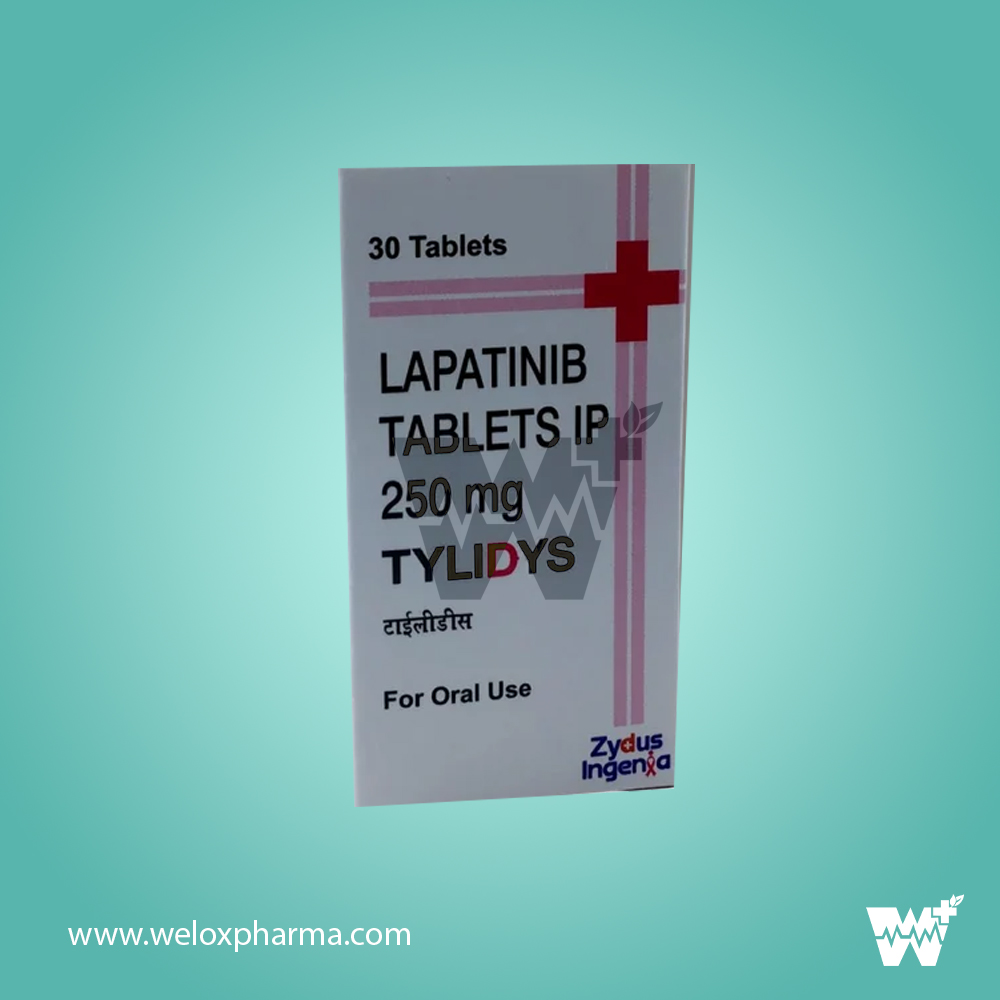 30 Tablets
LAPATINIB
TABLETS IP
250 mg
TYLIDYS
टाईलीडीस
For Oral Use
Zydus
Ingenia
www.weloxpharma.com
W